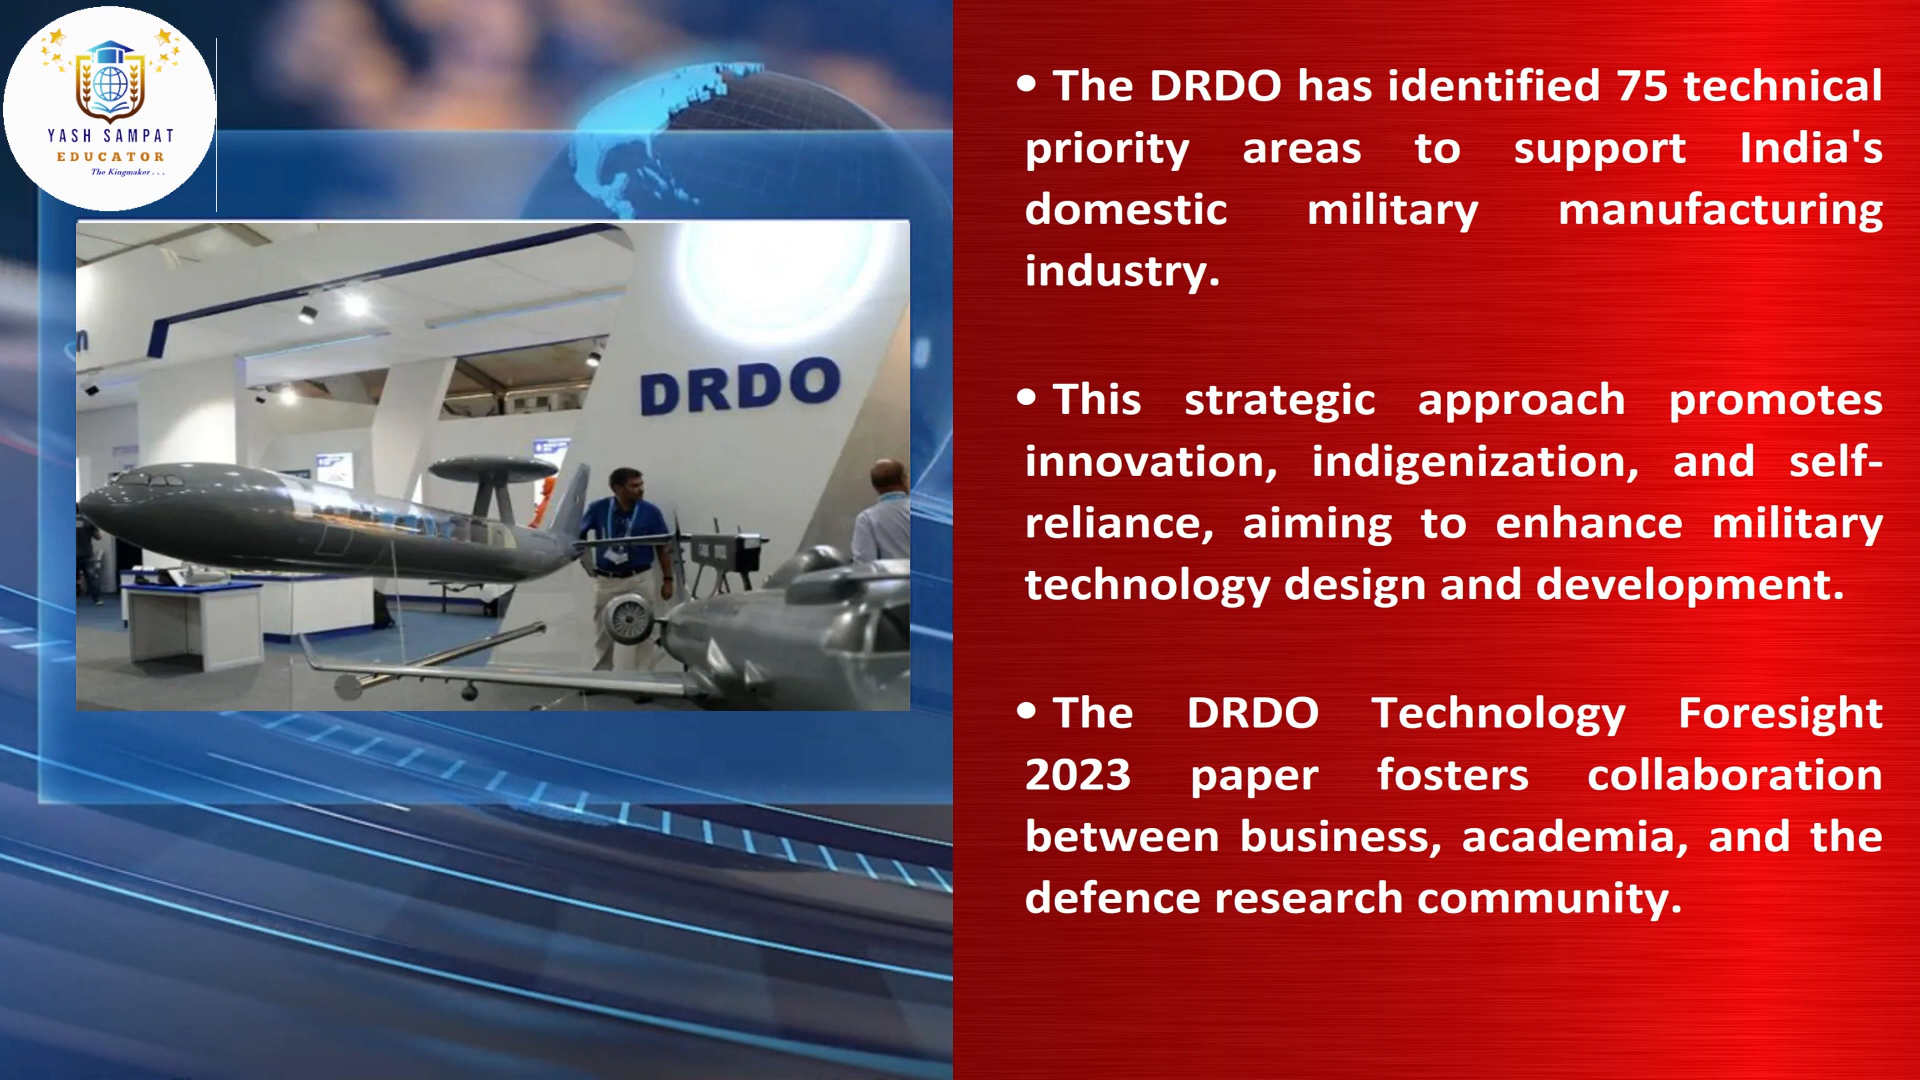 YASH SAMPAT
EDUCATOR
The Kingmaker . . .
DRDO
• The DRDO has identified 75 technical
priority areas to support India's
domestic military manufacturing
industry.
• This strategic approach promotes
innovation, indigenization, and self-
reliance, aiming to enhance military
technology design and development.
• The DRDO Technology Foresight
2023 paper fosters collaboration
between business, academia, and the
defence research community.